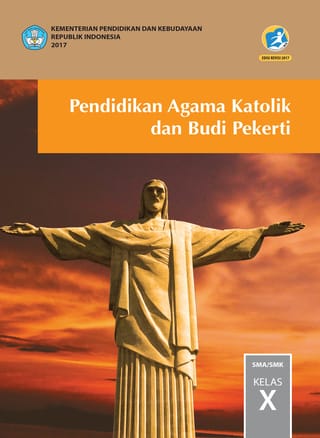 KEMENTERIAN PENDIDIKAN DAN KEBUDAYAAN
REPUBLIK INDONESIA
2017
EDISI REVISI 2017
Pendidikan Agama Katolik
dan Budi Pekerti
SMA/SMK
KELAS
X